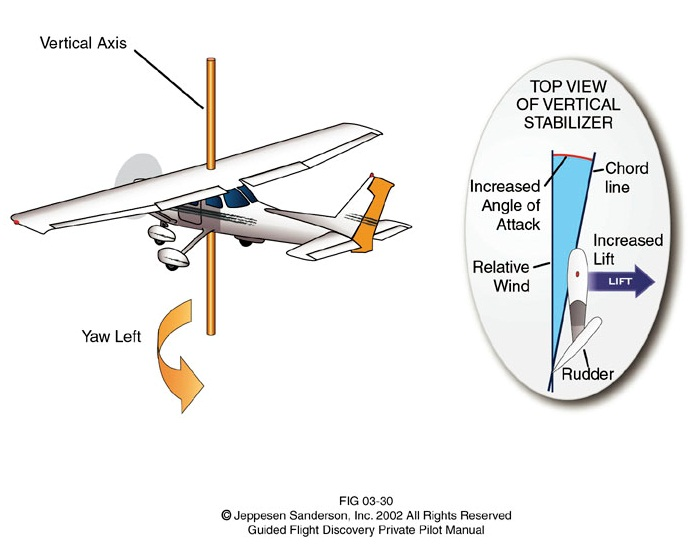 Vertical Axis
Yaw Left
TOP VIEW
OF VERTICAL
STABILIZER
Increased
Angle of
Attack
Chord
line
Relative
Wind
Increased
Lift
LIFT
Rudder
FIG 03-30
© Jeppesen Sanderson, Inc. 2002 All Rights Reserved
Guided Flight Discovery Private Pilot Manual